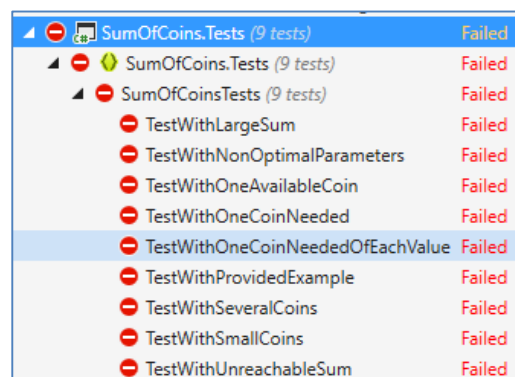 SumOfCoins.Tests (9 tests) Failed
SumOfCoins.Tests (9 tests) Failed
SumOfCoinsTests (9 tests) Failed
TestWithLargeSum Failed
TestWithNonOptimalParameters Failed
TestWithOneAvailableCoin Failed
TestWithOneCoinNeeded Failed
TestWithOneCoinNeededOfEachValue Failed
TestWithProvidedExample Failed
TestWithSeveralCoins Failed
TestWithSmallCoins Failed
TestWithUnreachableSum Failed